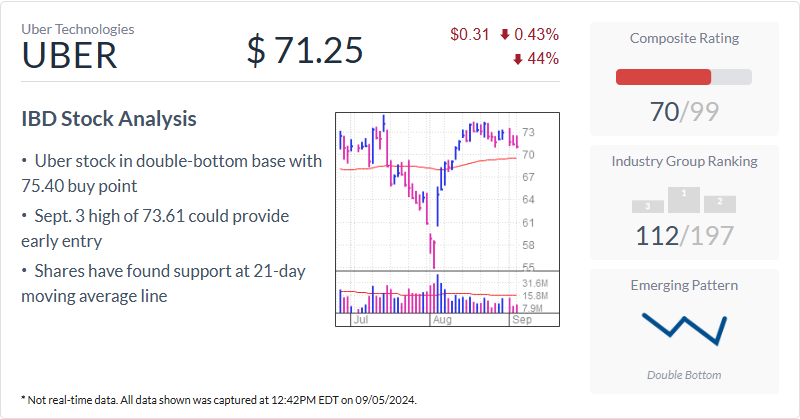 Uber Technologies
UBER
$ 71.25
$0.31 0.43%
44%
IBD Stock Analysis
• Uber stock in double-bottom base with
75.40 buy point
• Sept. 3 high of 73.61 could provide
early entry
• Shares have found support at 21-day
moving average line
73
70
67
64
61
58
55
31.6M
15.8M
7.9M
Jul
Aug
Sep
Composite Rating
70/99
Industry Group Ranking
3
1
2
112/197
Emerging Pattern
Double Bottom
* Not real-time data. All data shown was captured at 12:42PM EDT on 09/05/2024.